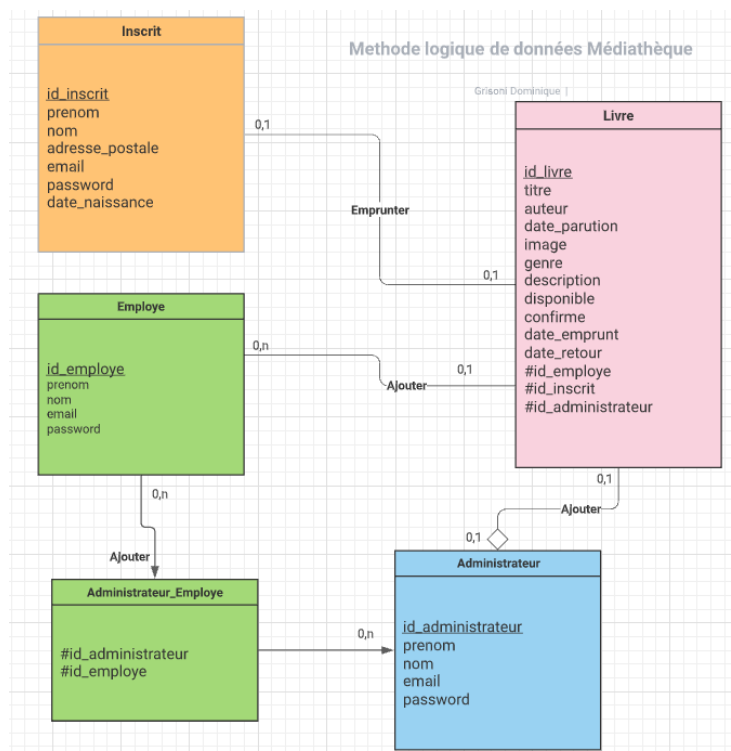 Methode logique de données Médiathèque
Grisoni Dominique |
Inscrit
id_inscrit
prenom
nom
adresse_postale
email
password
date_naissance
0,1
Emprunter
0,1
Livre
id_livre
titre
auteur
date_parution
image
genre
description
disponible
confirme
date_emprunt
date_retour
#id_employe
#id_inscrit
#id_administrateur
Employe
id_employe
prenom
nom
email
password
0,n
0,1
Ajouter
0,n
Ajouter
0,1
Ajouter
0,1
Administrateur_Employe
#id_administrateur
#id_employe
0,n
Administrateur
id_administrateur
prenom
nom
email
password